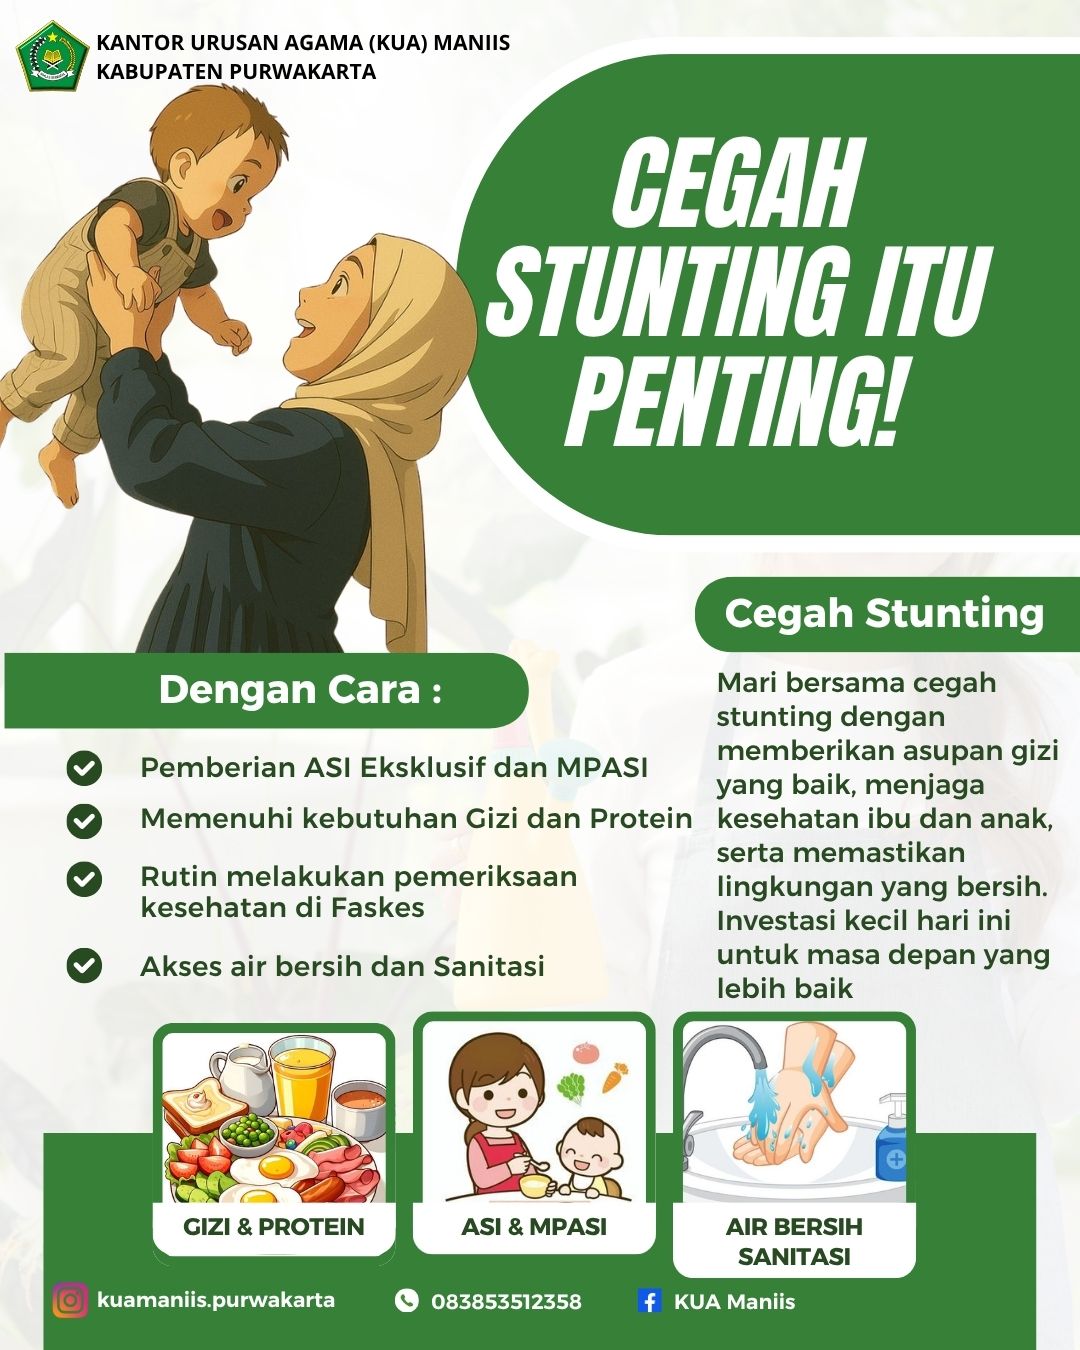 KANTOR URUSAN AGAMA (KUA) MANIIS
KABUPATEN PURWAKARTA
CEGAH
STUNTING ITU
PENTING!
Cegah Stunting
Mari bersama cegah
stunting dengan
memberikan asupan gizi
yang baik, menjaga
kesehatan ibu dan anak,
serta memastikan
lingkungan yang bersih.
Investasi kecil hari ini
untuk masa depan yang
lebih baik
Dengan Cara :
Pemberian ASI Eksklusif dan MPASI
Memenuhi kebutuhan Gizi dan Protein
Rutin melakukan pemeriksaan
kesehatan di Faskes
Akses air bersih dan Sanitasi
GIZI & PROTEIN
ASI & MPASI
AIR BERSIH
SANITASI
kuamaniis.purwakarta
083853512358
KUA Maniis